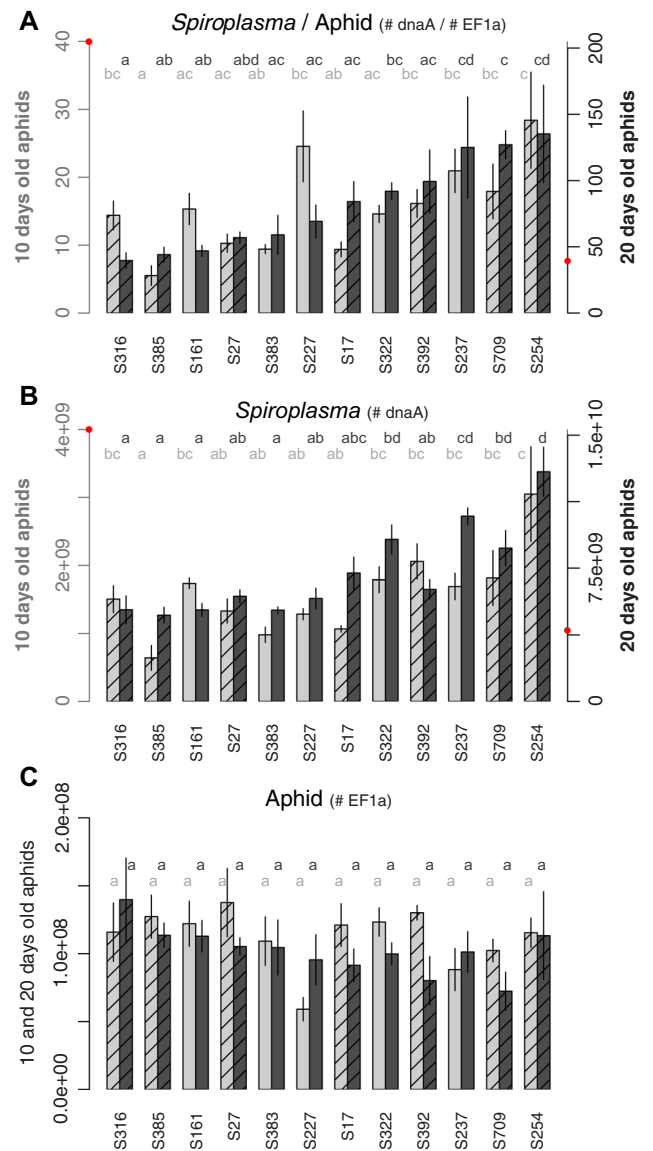 A
Spiroplasma / Aphid (# dnaA / # EF1a)
10 days old aphids
40
30
20
10
0
a ab ab abd ac ac ac bc ac cd c cd
bc a ac ac ab bc ab ac bc bc bc c
200
150
100
50
0
20 days old aphids
S316 S385 S161 S27 S383 S227 S17 S322 S392 S237 S709 S254
B
Spiroplasma (# dnaA)
10 days old aphids
4e+09
2e+09
0
a a a ab a ab abc bd ab cd bd d
bc a bc ab ab ab ab bc bc bc bc c
1.5e+10
7.5e+09
0
20 days old aphids
S316 S385 S161 S27 S383 S227 S17 S322 S392 S237 S709 S254
C
Aphid (# EF1a)
10 and 20 days old aphids
2.0e+08
1.0e+08
0.0e+00
a a a a a a a a a a a a
a a a a a a a a a a a a
S316 S385 S161 S27 S383 S227 S17 S322 S392 S237 S709 S254